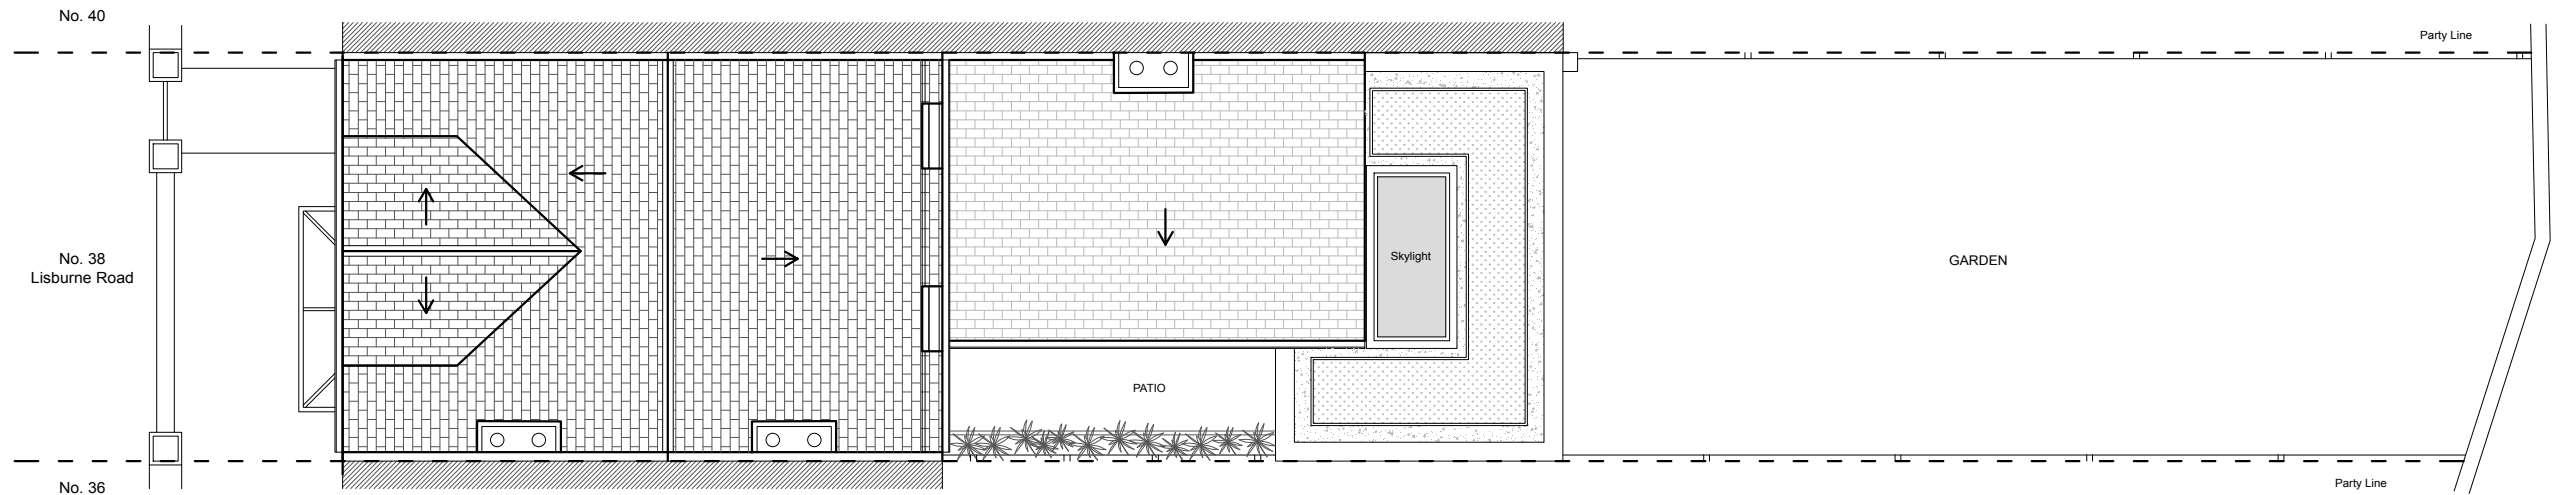 No. 40
Party Line
No. 38
Lisburne Road
Skylight
GARDEN
PATIO
No. 36
Party Line